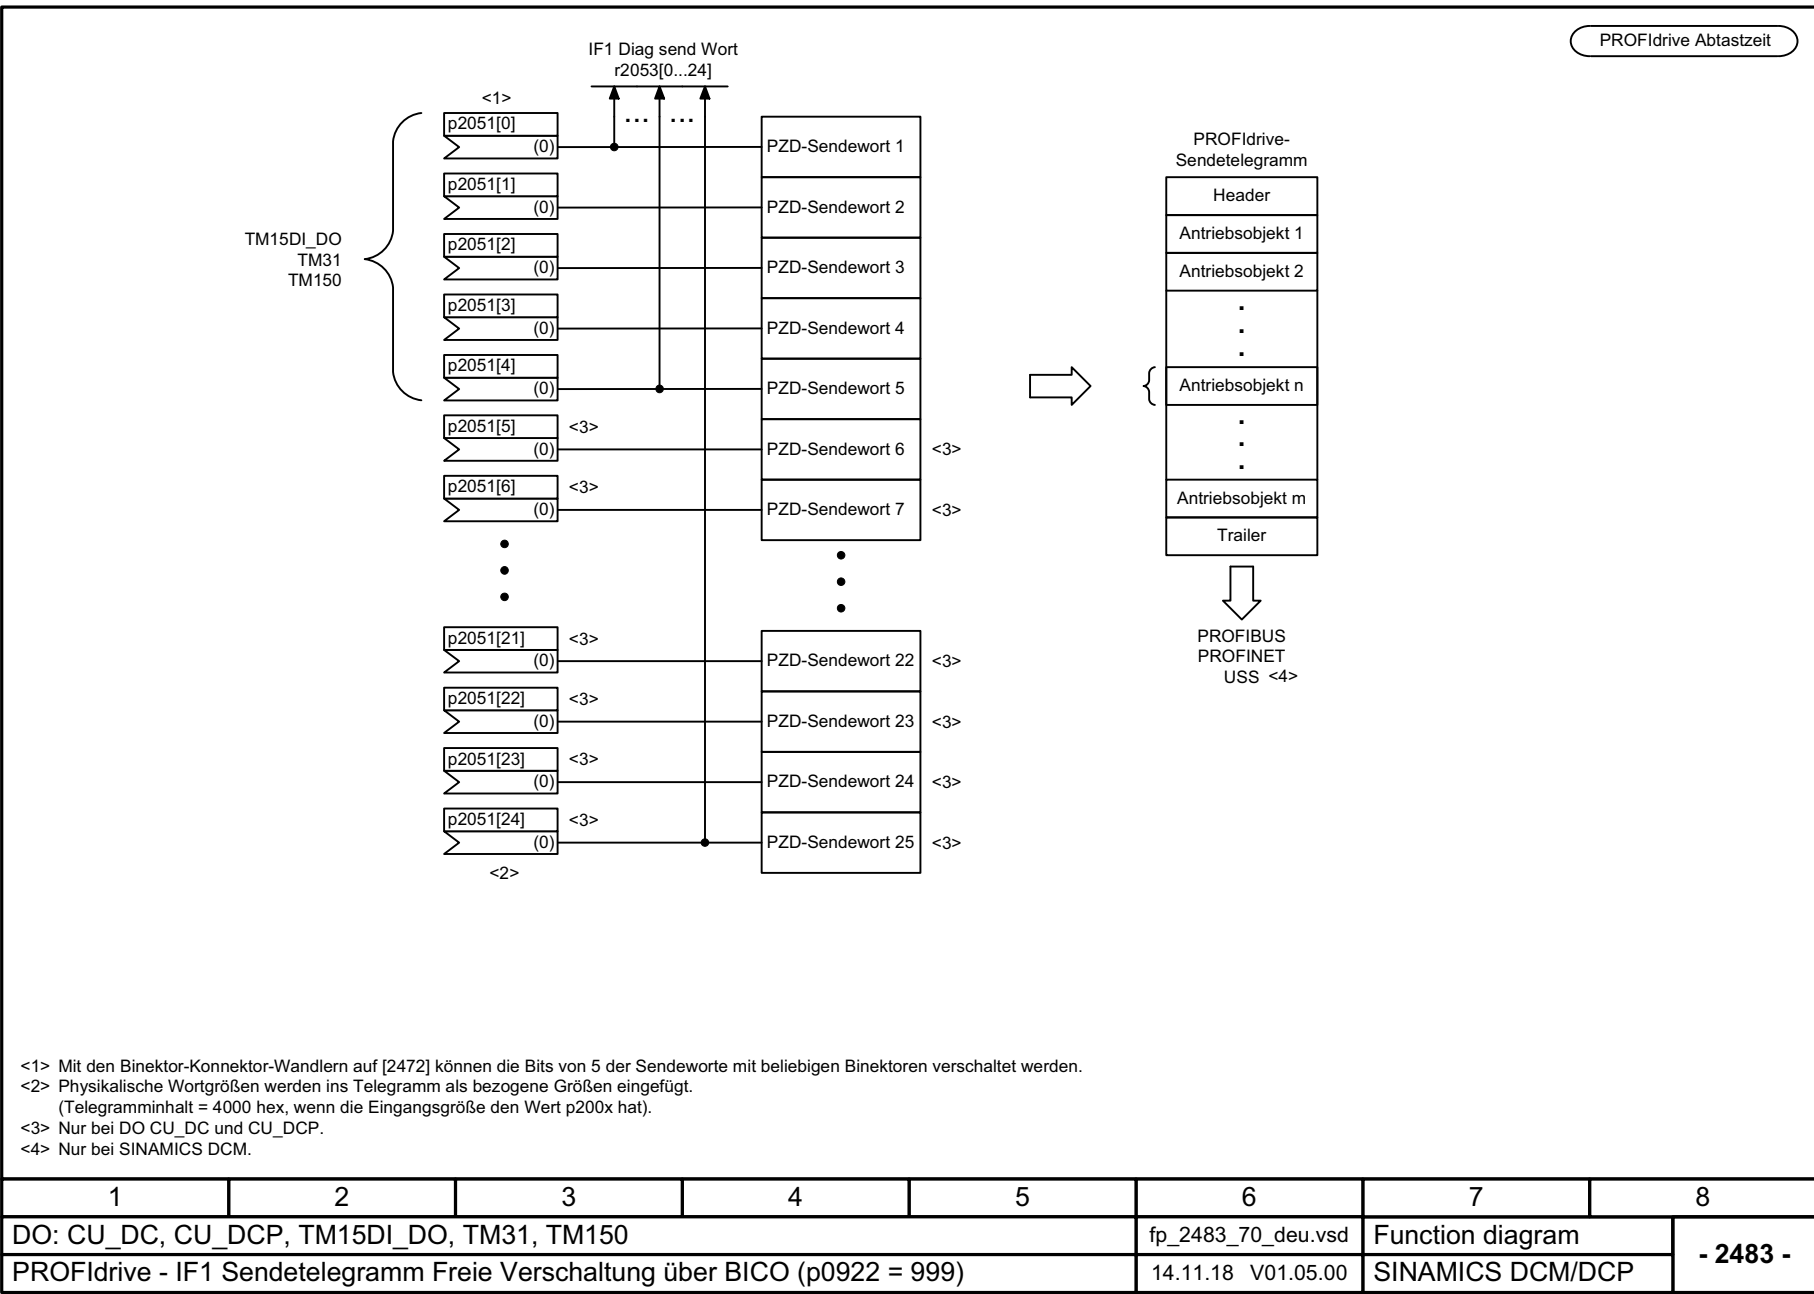 PROFIdrive Abtastzeit
IF1 Diag send Wort
r2053[0...24]
<1>
... ...
p2051[0]
(0)
PZD-Sendewort 1
p2051[1]
(0)
PZD-Sendewort 2
p2051[2]
(0)
PZD-Sendewort 3
p2051[3]
(0)
PZD-Sendewort 4
p2051[4]
(0)
PZD-Sendewort 5
p2051[5] <3>
(0)
PZD-Sendewort 6 <3>
p2051[6] <3>
(0)
PZD-Sendewort 7 <3>
p2051[21] <3>
(0)
PZD-Sendewort 22 <3>
p2051[22] <3>
(0)
PZD-Sendewort 23 <3>
p2051[23] <3>
(0)
PZD-Sendewort 24 <3>
p2051[24] <3>
(0)
PZD-Sendewort 25 <3>
<2>
TM15DI_DO
TM31
TM150
PROFIdrive-
Sendetelegramm
Header
Antriebsobjekt 1
Antriebsobjekt 2
Antriebsobjekt n
Antriebsobjekt m
Trailer
PROFIBUS
PROFINET
USS <4>
<1> Mit den Binektor-Konnektor-Wandlern auf [2472] können die Bits von 5 der Sendeworte mit beliebigen Binektoren verschaltet werden.
<2> Physikalische Wortgrößen werden ins Telegramm als bezogene Größen eingefügt.
(Telegramminhalt = 4000 hex, wenn die Eingangsgröße den Wert p200x hat).
<3> Nur bei DO CU_DC und CU_DCP.
<4> Nur bei SINAMICS DCM.
1 2 3 4 5 6 7 8
DO: CU_DC, CU_DCP, TM15DI_DO, TM31, TM150
fp_2483_70_deu.vsd
Function diagram
- 2483 -
PROFIdrive - IF1 Sendetelegramm Freie Verschaltung über BICO (p0922 = 999)
14.11.18 V01.05.00
SINAMICS DCM/DCP